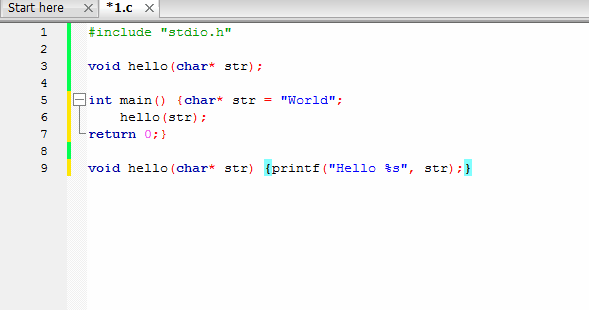 Start here × *1.c ×
1 #include "stdio.h"
2
3 void hello(char* str);
4
5 int main() {char* str = "World";
6     hello(str);
7 return 0;}
8
9 void hello(char* str) {printf("Hello %s", str);}